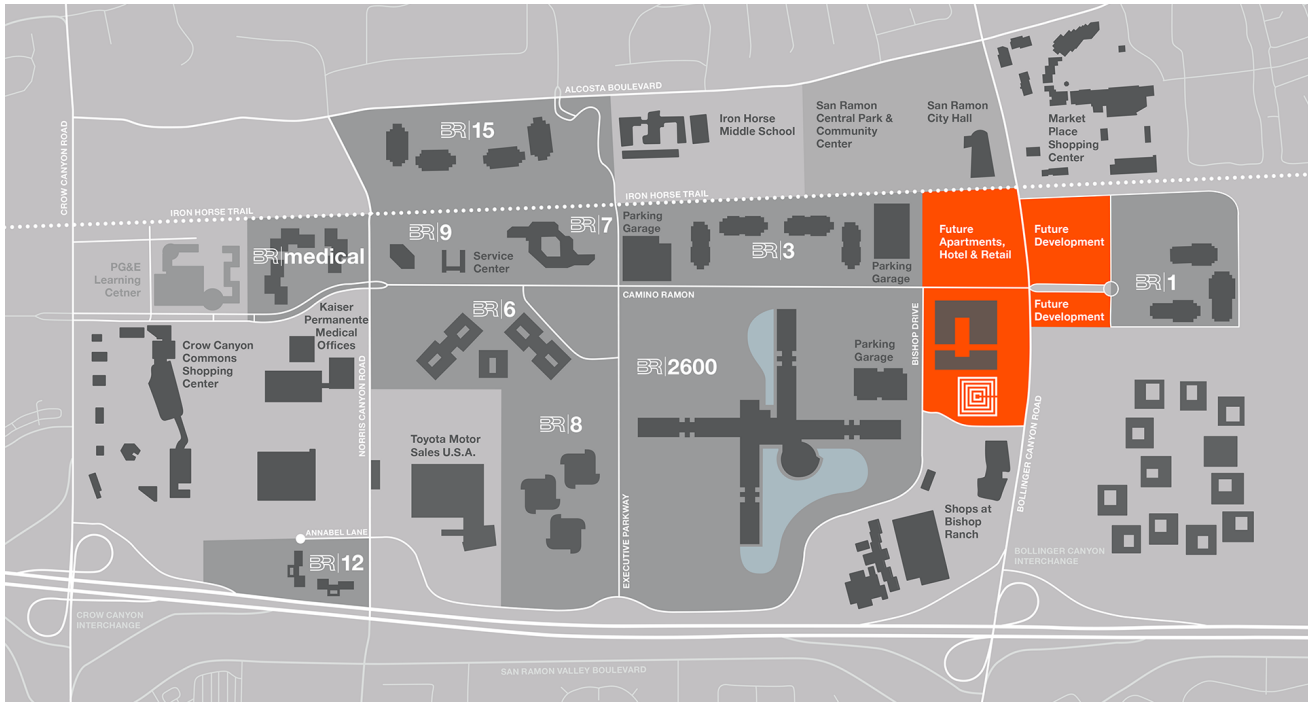 ALCOSTA BOULEVARD
CROW CANYON ROAD
BR|15
Iron Horse
Middle School
San Ramon
Central Park &
Community
Center
San Ramon
City Hall
Market
Place
Shopping
Center
IRON HORSE TRAIL
IRON HORSE TRAIL
PG&E
Learning
Cetner
BR|medical
BR|9
Service
Center
BR|7
Parking
Garage
BR|3
Parking
Garage
Future
Apartments,
Hotel & Retail
Future
Development
BR|1
Future
Development
CAMINO RAMON
Kaiser
Permanente
Medical
Offices
BR|6
Crow Canyon
Commons
Shopping
Center
NORRIS CANYON ROAD
BR|2600
Parking
Garage
BISHOP DRIVE
BR|8
Toyota Motor
Sales U.S.A.
EXECUTIVE PARKWAY
BOLLINGER CANYON ROAD
Shops at
Bishop
Ranch
ANNABEL LANE
BR|12
BOLLINGER CANYON
INTERCHANGE
CROW CANYON
INTERCHANGE
SAN RAMON VALLEY BOULEVARD